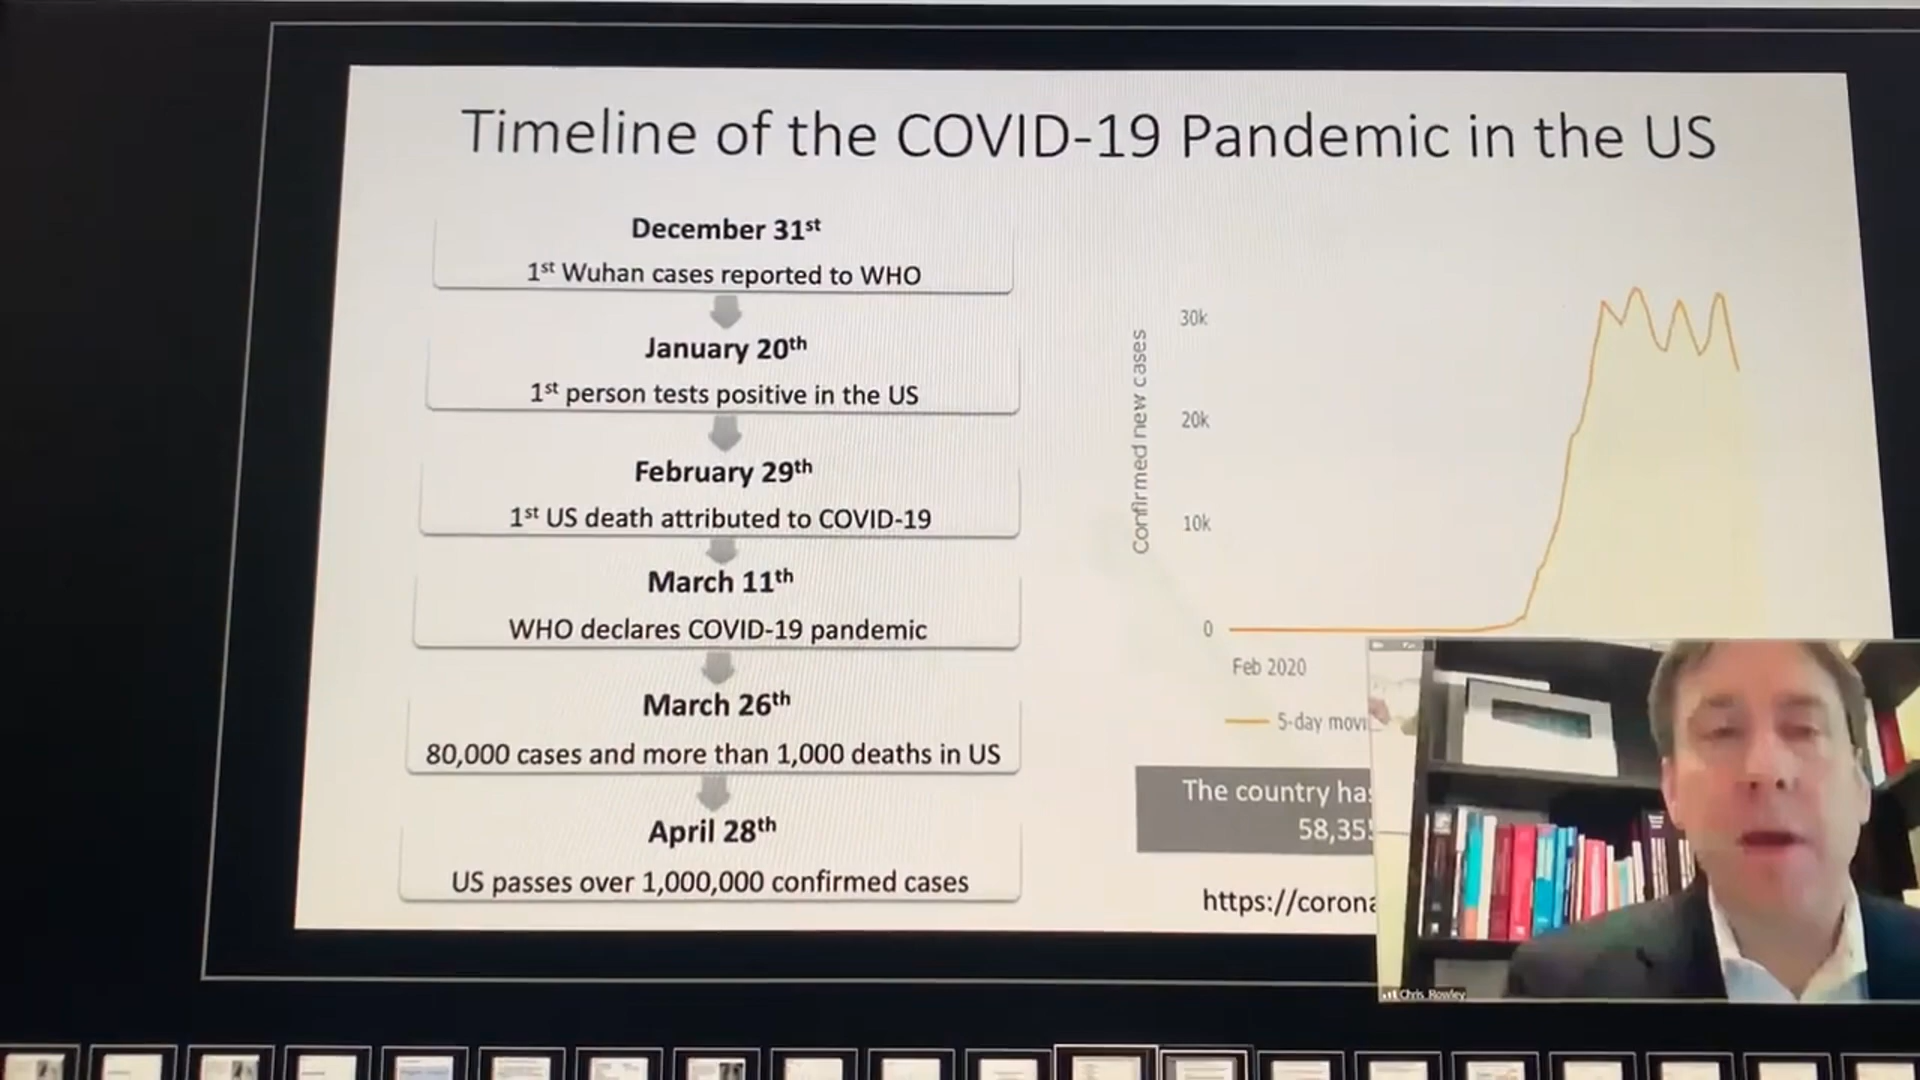 Timeline of the COVID-19 Pandemic in the US
December 31st
1st Wuhan cases reported to WHO
January 20th
1st person tests positive in the US
February 29th
1st US death attributed to COVID-19
March 11th
WHO declares COVID-19 pandemic
March 26th
80,000 cases and more than 1,000 deaths in US
April 28th
US passes over 1,000,000 confirmed cases
Confirmed new cases
30k
20k
10k
0
Feb 2020
5-day movi
The country has
58,35
https://corona
Chris Rowley